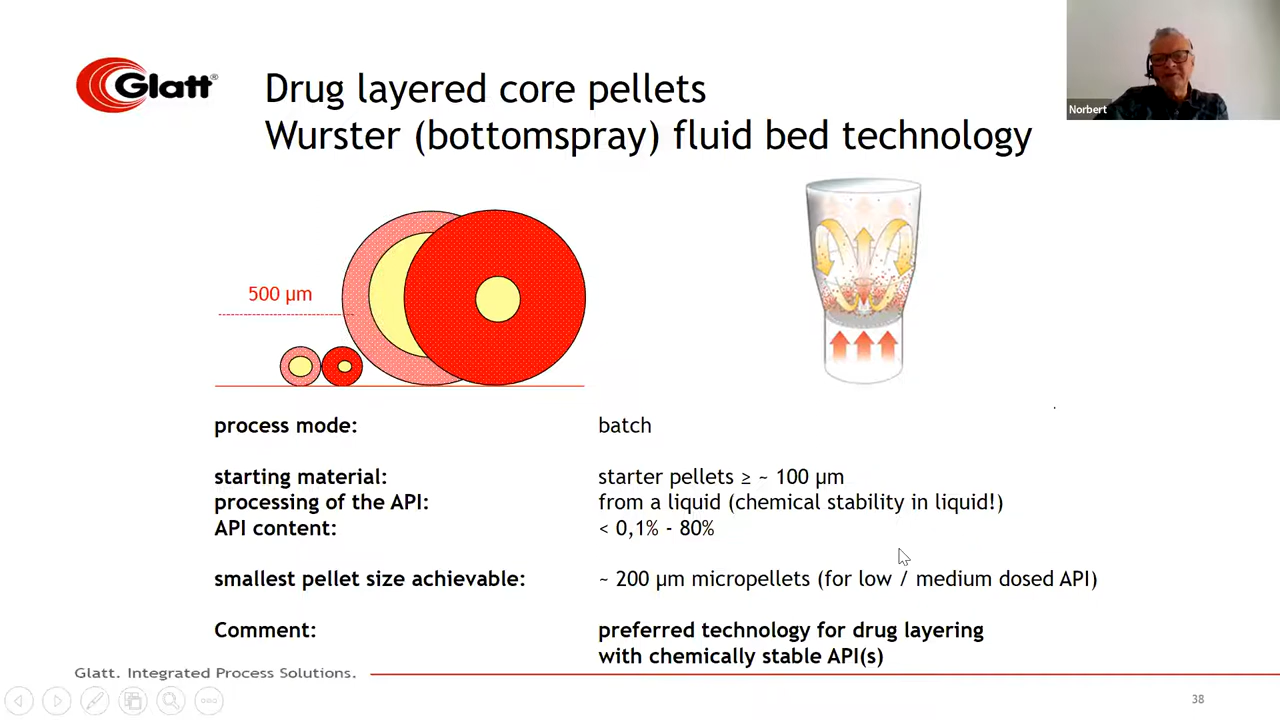 Glatt®
Drug layered core pellets
Wurster (bottomspray) fluid bed technology
Norbert
500 µm
process mode: batch
starting material: starter pellets ≥ ~ 100 µm
processing of the API: from a liquid (chemical stability in liquid!)
API content: < 0,1% - 80%
smallest pellet size achievable: ~ 200 µm micropellets (for low / medium dosed API)
Comment: preferred technology for drug layering
with chemically stable API(s)
Glatt. Integrated Process Solutions.
38